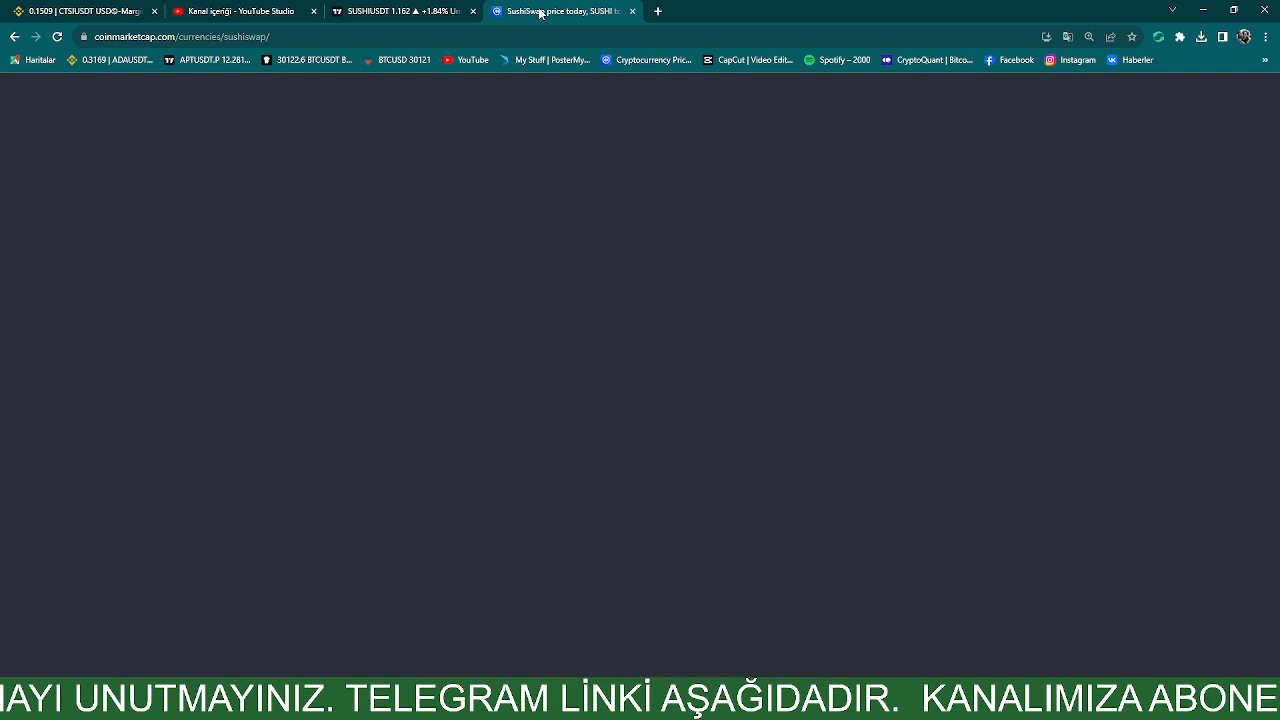 0.1509 | CTSIUSDT USDⓈ-Margi
Kanal içeriği - YouTube Studio
SUSHIUSDT 1.162 ▲ +1.84% Un
SushiSwap price today, SUSHI to
coinmarketcap.com/currencies/sushiswap/
Haritalar
0.3169 | ADAUSDT...
APTUSDT.P 12.281...
30122.6 BTCUSDT B...
BTCUSD 30121
YouTube
My Stuff | PosterMy...
Cryptocurrency Pric...
CapCut | Video Edit...
Spotify – 2000
CryptoQuant | Bitco...
Facebook
Instagram
Haberler
»
MAYI UNUTMAYINIZ. TELEGRAM LİNKİ AŞAĞIDADIR. KANALIMIZA ABONE